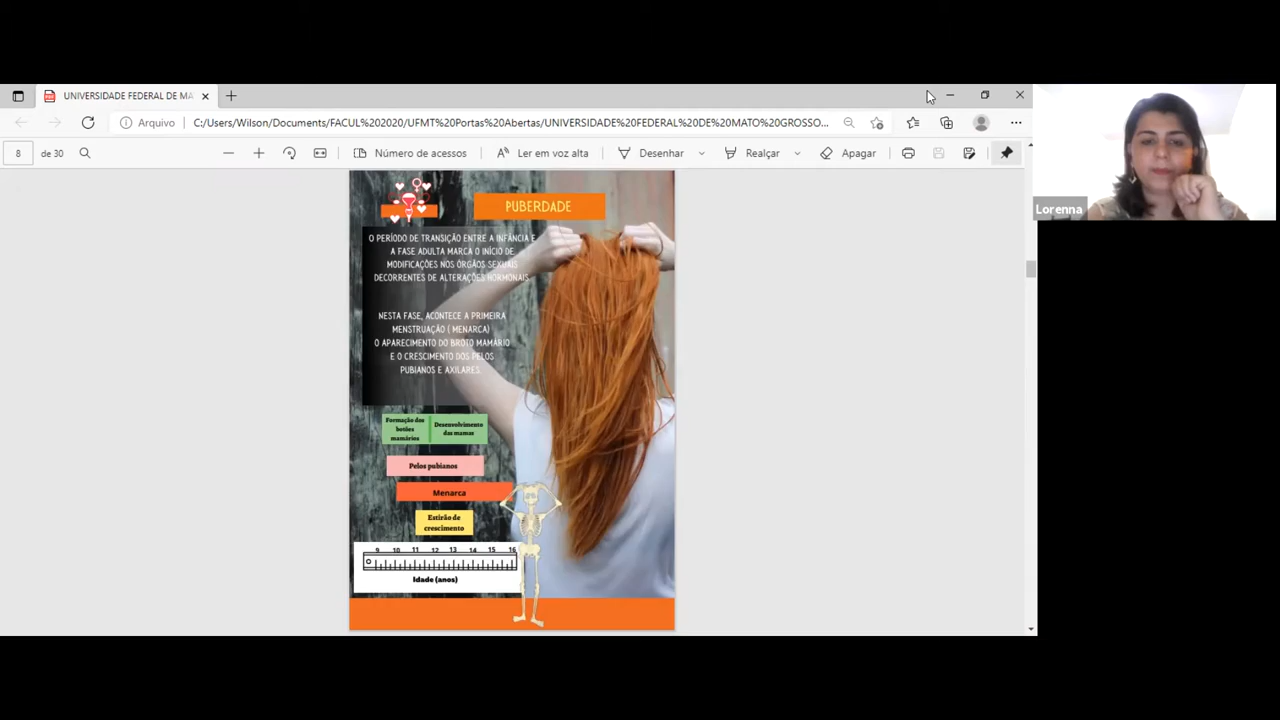 UNIVERSIDADE FEDERAL DE MA
Arquivo
C:/Users/Wilson/Documents/FACUL%202020/UFMT%20Portas%20Abertas/UNIVERSIDADE%20FEDERAL%20DE%20MATO%20GROSSO...
8 de 30
Número de acessos
Ler em voz alta
Desenhar
Realçar
Apagar
Lorenna
PUBERDADE
O PERÍODO DE TRANSIÇÃO ENTRE A INFÂNCIA E
A FASE ADULTA MARCA O INÍCIO DE
MODIFICAÇÕES NOS ÓRGÃOS SEXUAIS
DECORRENTES DE ALTERAÇÕES HORMONAIS.
NESTA FASE, ACONTECE A PRIMEIRA
MENSTRUAÇÃO ( MENARCA)
O APARECIMENTO DO BROTO MAMÁRIO
E O CRESCIMENTO DOS PELOS
PUBIANOS E AXILARES.
Formação dos
botões
mamários
Desenvolvimento
das mamas
Pelos pubianos
Menarca
Estirão de
crescimento
9 10 11 12 13 14 15 16
Idade (anos)